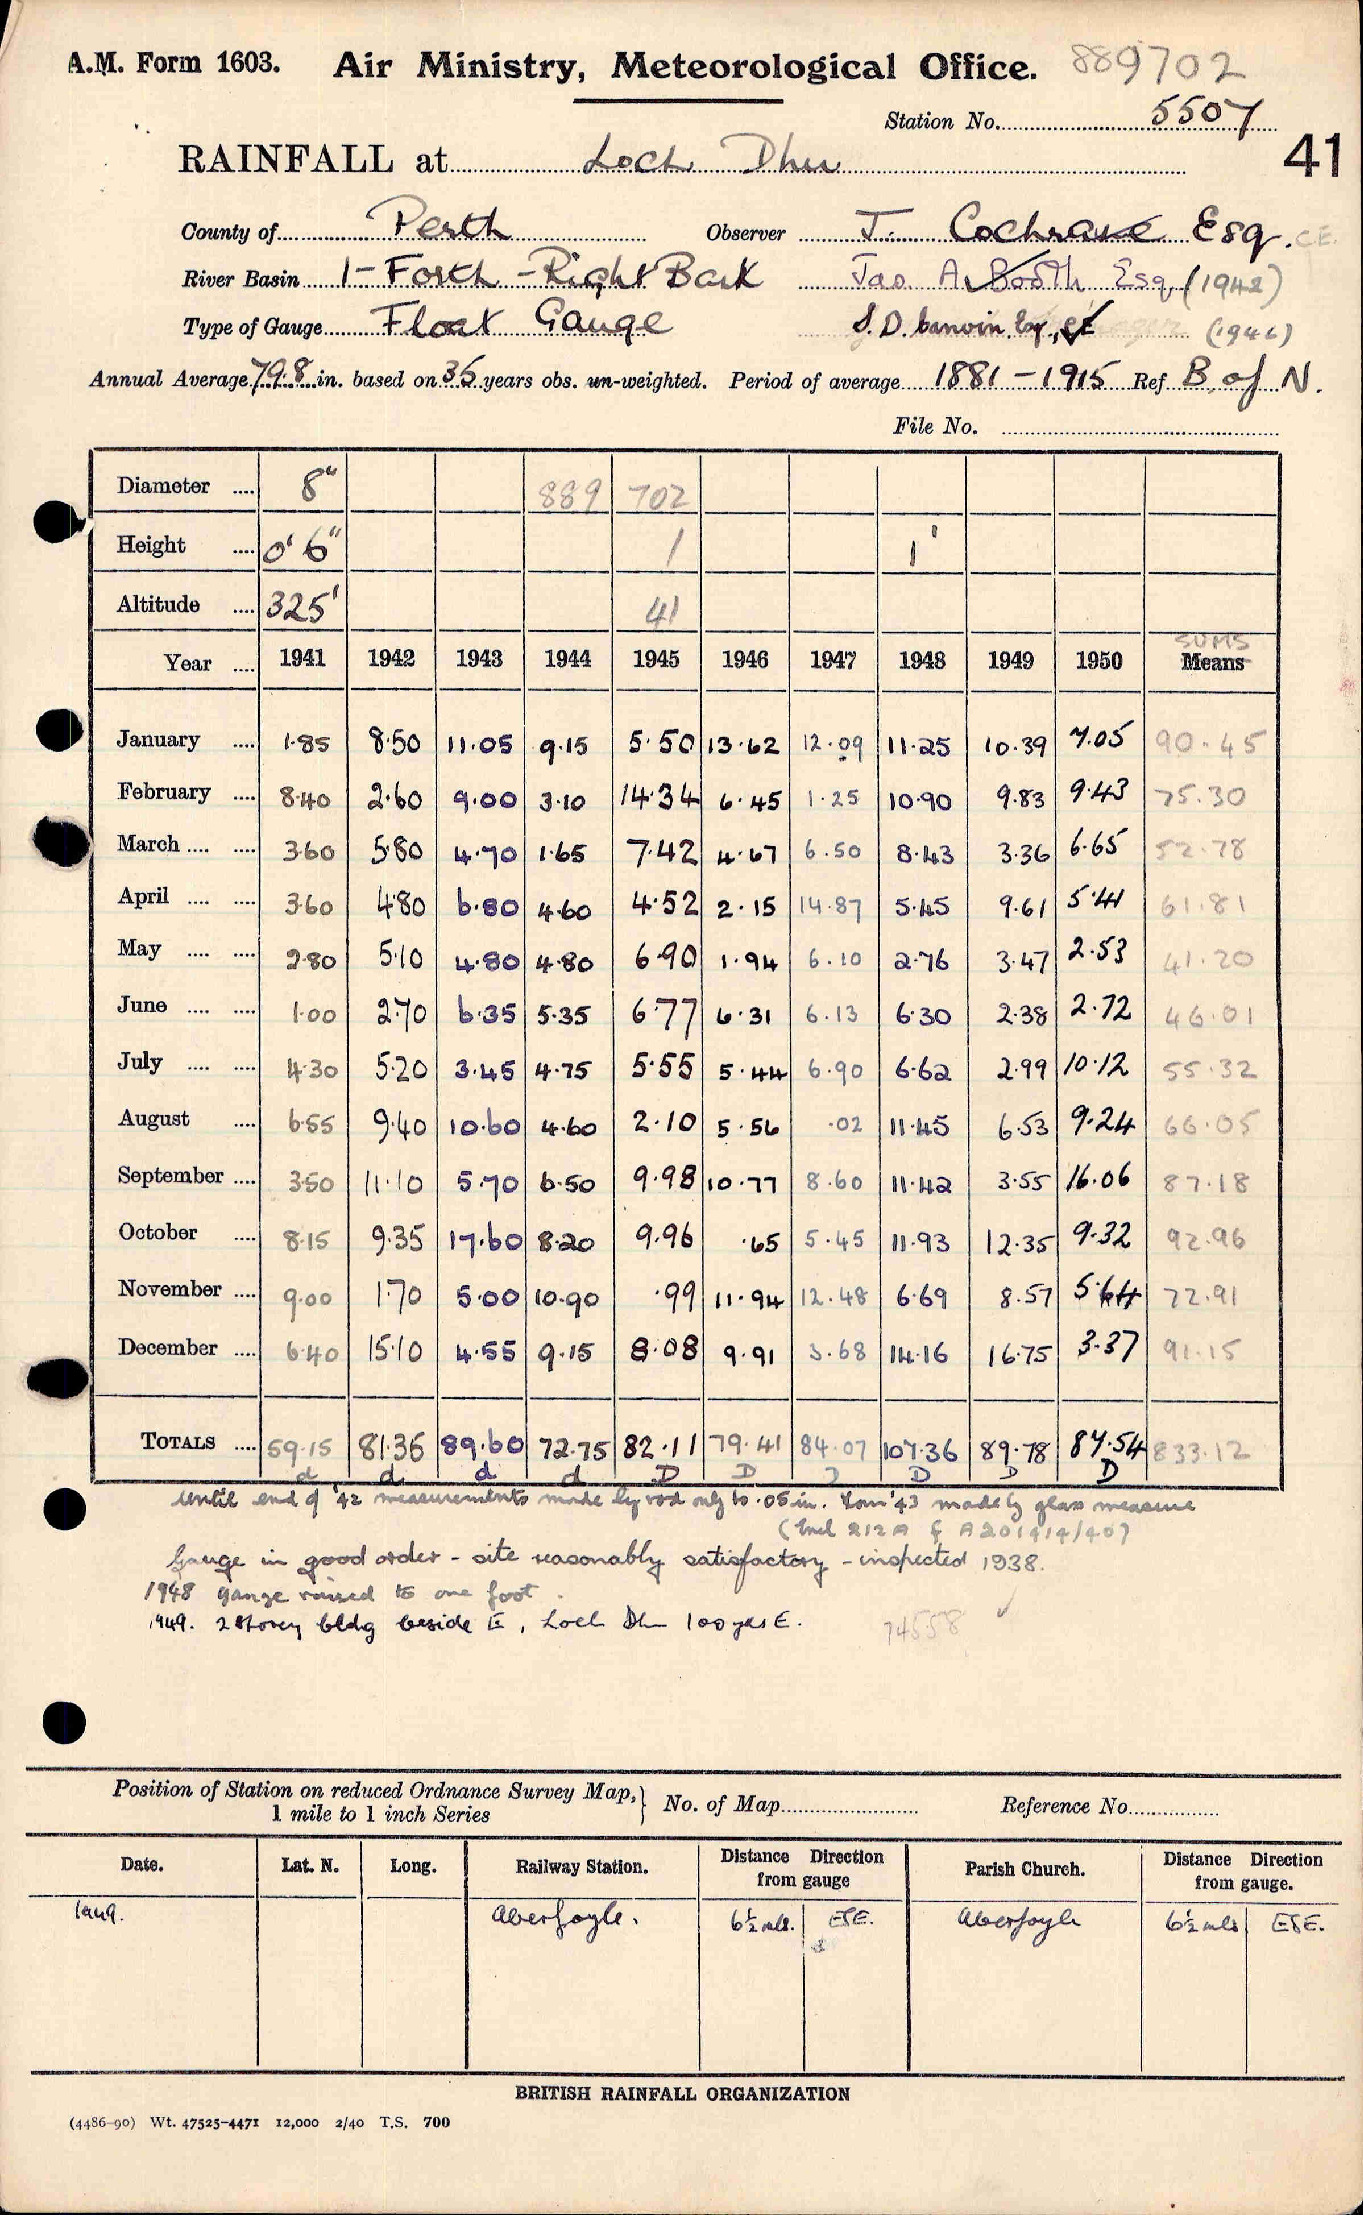 A.M. Form 1603. Air Ministry, Meteorological Office. 889702
Station No. 5507
41
RAINFALL at Loch Dhu
County of Perth Observer J. Cochrane Esq. C.E.
River Basin 1-Forth-Right Bank Jas A. Booth Esq (1942)
Type of Gauge Float Gauge (1946)
Annual Average 79.8 in. based on 35 years obs. un-weighted. Period of average 1881-1915 Ref B. of N.
File No.
Diameter .... 8" 889 702
Height .... 0' 6" 1 1'
Altitude .... 325' 41
SUMS
Year .... 1941 1942 1943 1944 1945 1946 1947 1948 1949 1950 Means
January .... 1.85 8.50 11.05 9.15 5.50 13.62 12.09 11.25 10.39 7.05 90.45
February .... 8.40 2.60 9.00 3.10 14.34 6.45 1.25 10.90 9.83 9.43 75.30
March .... .... 3.60 5.80 4.70 1.65 7.42 4.67 6.50 8.43 3.36 6.65 52.78
April .... .... 3.60 4.80 6.80 4.60 4.52 2.15 14.87 5.45 9.61 5.41 61.81
May .... .... 2.80 5.10 4.80 4.80 6.90 1.94 6.10 2.76 3.47 2.53 41.20
June .... .... 1.00 2.70 6.35 5.35 6.77 6.31 6.13 6.30 2.38 2.72 46.01
July .... .... 4.30 5.20 3.45 4.75 5.55 5.44 6.90 6.62 2.99 10.12 55.32
August .... 6.55 9.40 10.60 4.60 2.10 5.56 .02 11.45 6.53 9.24 66.05
September .... 3.50 11.10 5.70 6.50 9.98 10.77 8.60 11.42 3.55 16.06 87.18
October .... 8.15 9.35 17.60 8.20 9.96 .65 5.45 11.93 12.35 9.32 92.96
November .... 9.00 1.70 5.00 10.90 .99 11.94 12.48 6.69 8.57 5.64 72.91
December .... 6.40 15.10 4.55 9.15 8.08 9.91 3.68 14.16 16.75 3.37 91.15
TOTALS .... 59.15 81.36 89.60 72.75 82.11 79.41 84.07 107.36 89.78 87.54 833.12
d d d d D D D D D D
Until end of '42 measurements made by rod only to .05 in. From '43 made by glass measure
(Encl 212A of A201414/40)
Gauge in good order - site reasonably satisfactory - inspected 1938.
1948 gauge raised to one foot.
1949. 2 storey bldg beside E, Loch Dhu 100 yds E.
74558
Position of Station on reduced Ordnance Survey Map, No. of Map Reference No.
1 mile to 1 inch Series
Date. Lat. N. Long. Railway Station. Distance Direction from gauge Parish Church. Distance Direction from gauge.
1949. Aberfoyle. 6½ mls. ESE. Aberfoyle 6½ mls ESE.
BRITISH RAINFALL ORGANIZATION
(4486-90) Wt. 47525-4471 12,000 2/40 T.S. 700